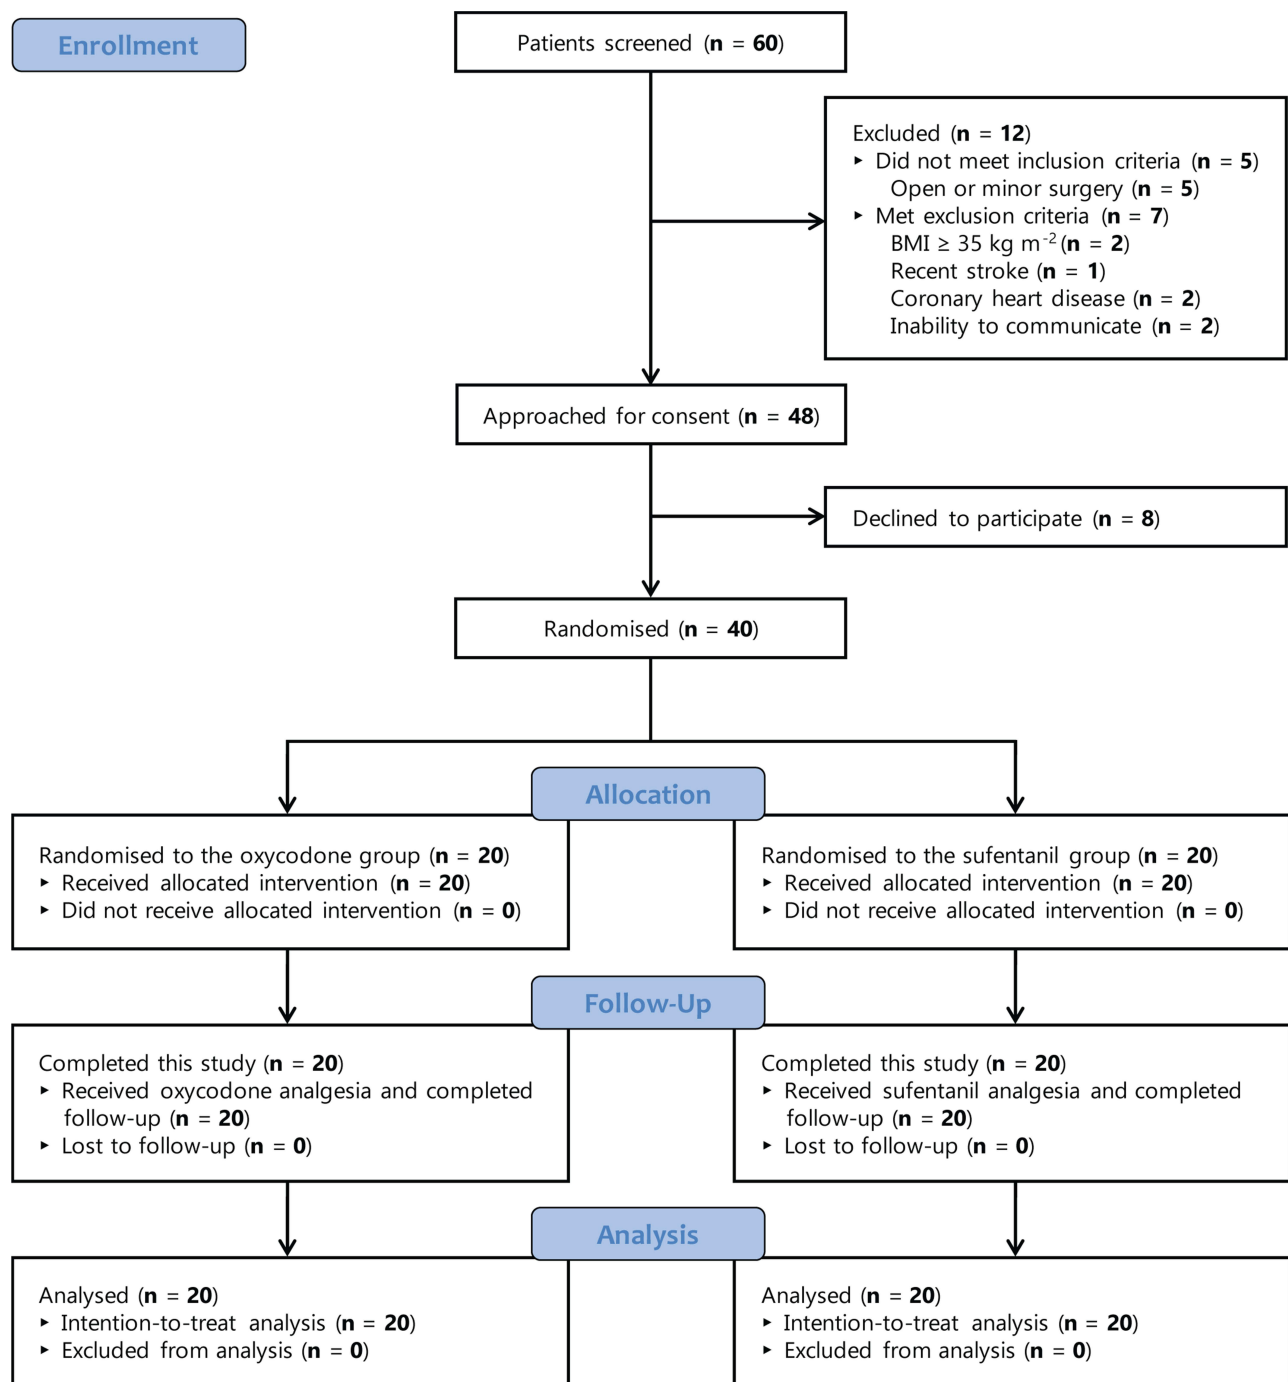 Enrollment
Patients screened (n = 60)
Excluded (n = 12)
‣ Did not meet inclusion criteria (n = 5)
Open or minor surgery (n = 5)
‣ Met exclusion criteria (n = 7)
BMI ≥ 35 kg m⁻² (n = 2)
Recent stroke (n = 1)
Coronary heart disease (n = 2)
Inability to communicate (n = 2)
Approached for consent (n = 48)
Declined to participate (n = 8)
Randomised (n = 40)
Allocation
Randomised to the oxycodone group (n = 20)
‣ Received allocated intervention (n = 20)
‣ Did not receive allocated intervention (n = 0)
Randomised to the sufentanil group (n = 20)
‣ Received allocated intervention (n = 20)
‣ Did not receive allocated intervention (n = 0)
Follow-Up
Completed this study (n = 20)
‣ Received oxycodone analgesia and completed
follow-up (n = 20)
‣ Lost to follow-up (n = 0)
Completed this study (n = 20)
‣ Received sufentanil analgesia and completed
follow-up (n = 20)
‣ Lost to follow-up (n = 0)
Analysis
Analysed (n = 20)
‣ Intention-to-treat analysis (n = 20)
‣ Excluded from analysis (n = 0)
Analysed (n = 20)
‣ Intention-to-treat analysis (n = 20)
‣ Excluded from analysis (n = 0)